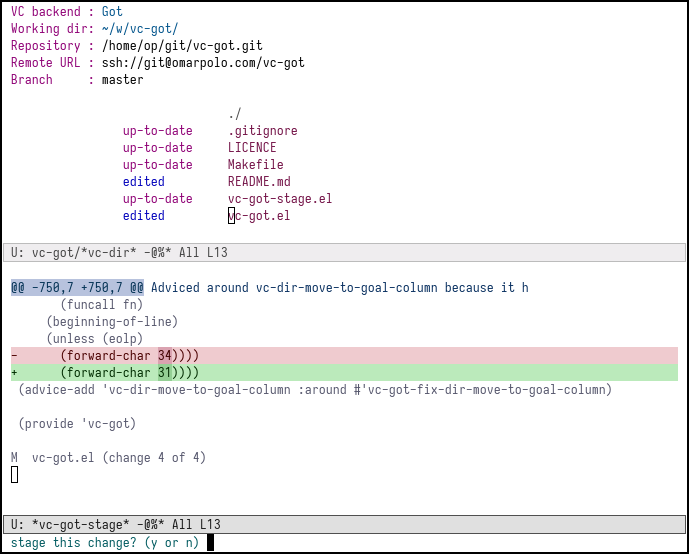 VC backend : Got
Working dir: ~/w/vc-got/
Repository : /home/op/git/vc-got.git
Remote URL : ssh://git@omarpolo.com/vc-got
Branch     : master
./
up-to-date .gitignore
up-to-date LICENCE
up-to-date Makefile
edited README.md
up-to-date vc-got-stage.el
edited vc-got.el
U: vc-got/*vc-dir* -@%* All L13
@@ -750,7 +750,7 @@ Adviced around vc-dir-move-to-goal-column because it h
(funcall fn)
(beginning-of-line)
(unless (eolp)
-      (forward-char 34))))
+      (forward-char 31))))
(advice-add 'vc-dir-move-to-goal-column :around #'vc-got-fix-dir-move-to-goal-column)
(provide 'vc-got)
M  vc-got.el (change 4 of 4)
U: *vc-got-stage* -@%* All L13
stage this change? (y or n)